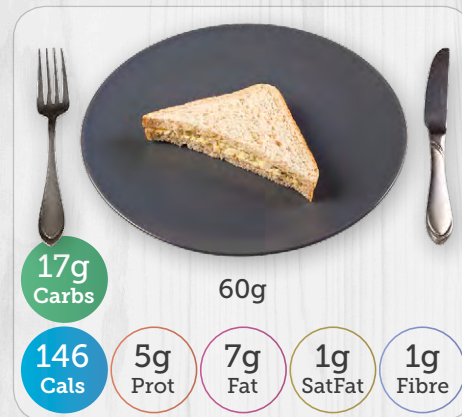 17g
Carbs
60g
146
Cals
5g
Prot
7g
Fat
1g
SatFat
1g
Fibre